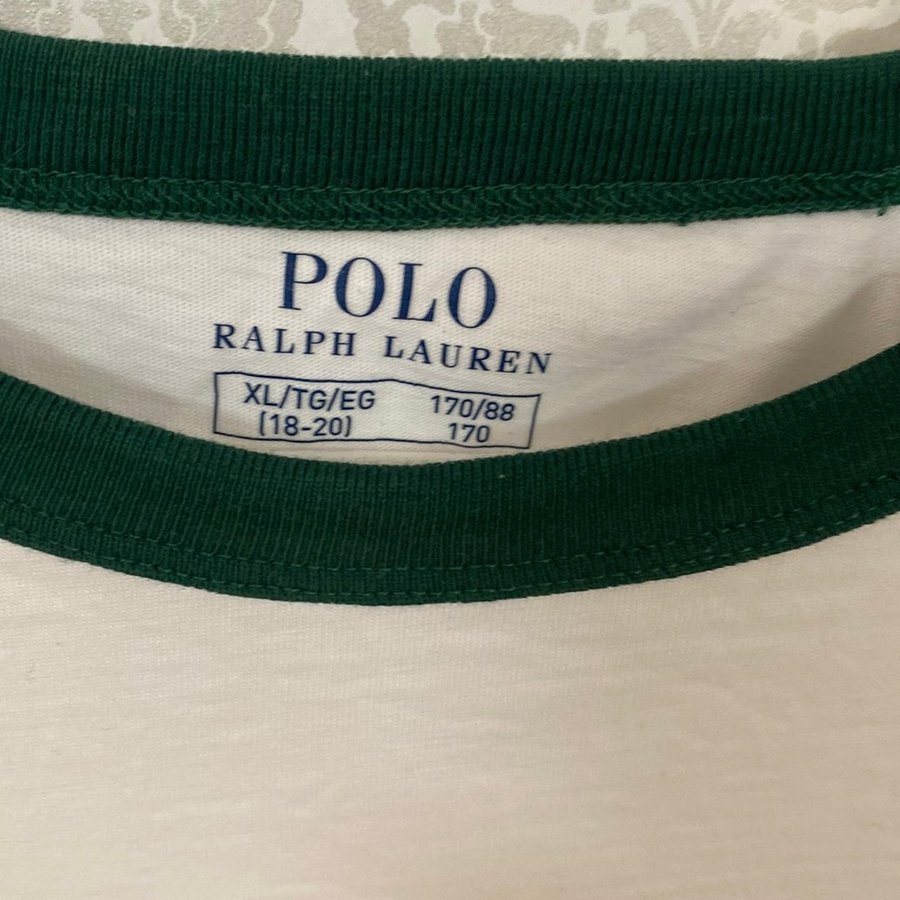 POLO
RALPH LAUREN
XL/TG/EG 170/88
(18-20) 170